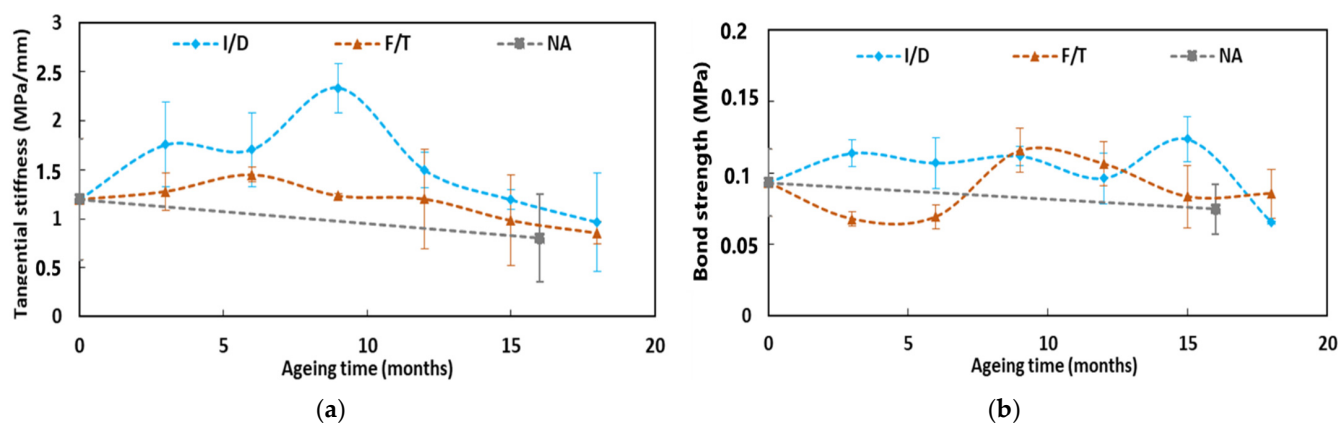 Tangential stiffness (MPa/mm)
3
2.5
2
1.5
1
0.5
0
I/D F/T NA
0 5 10 15 20
Ageing time (months)
(a)
Bond strength (MPa)
0.2
0.15
0.1
0.05
0
I/D F/T NA
0 5 10 15 20
Ageing time (months)
(b)